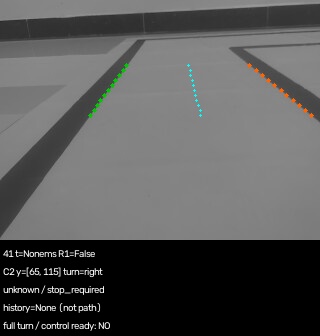 41 t=Nonems R1=False
C2 y=[65, 115] turn=right
unknown / stop_required
history=None (not path)
full turn / control ready: NO